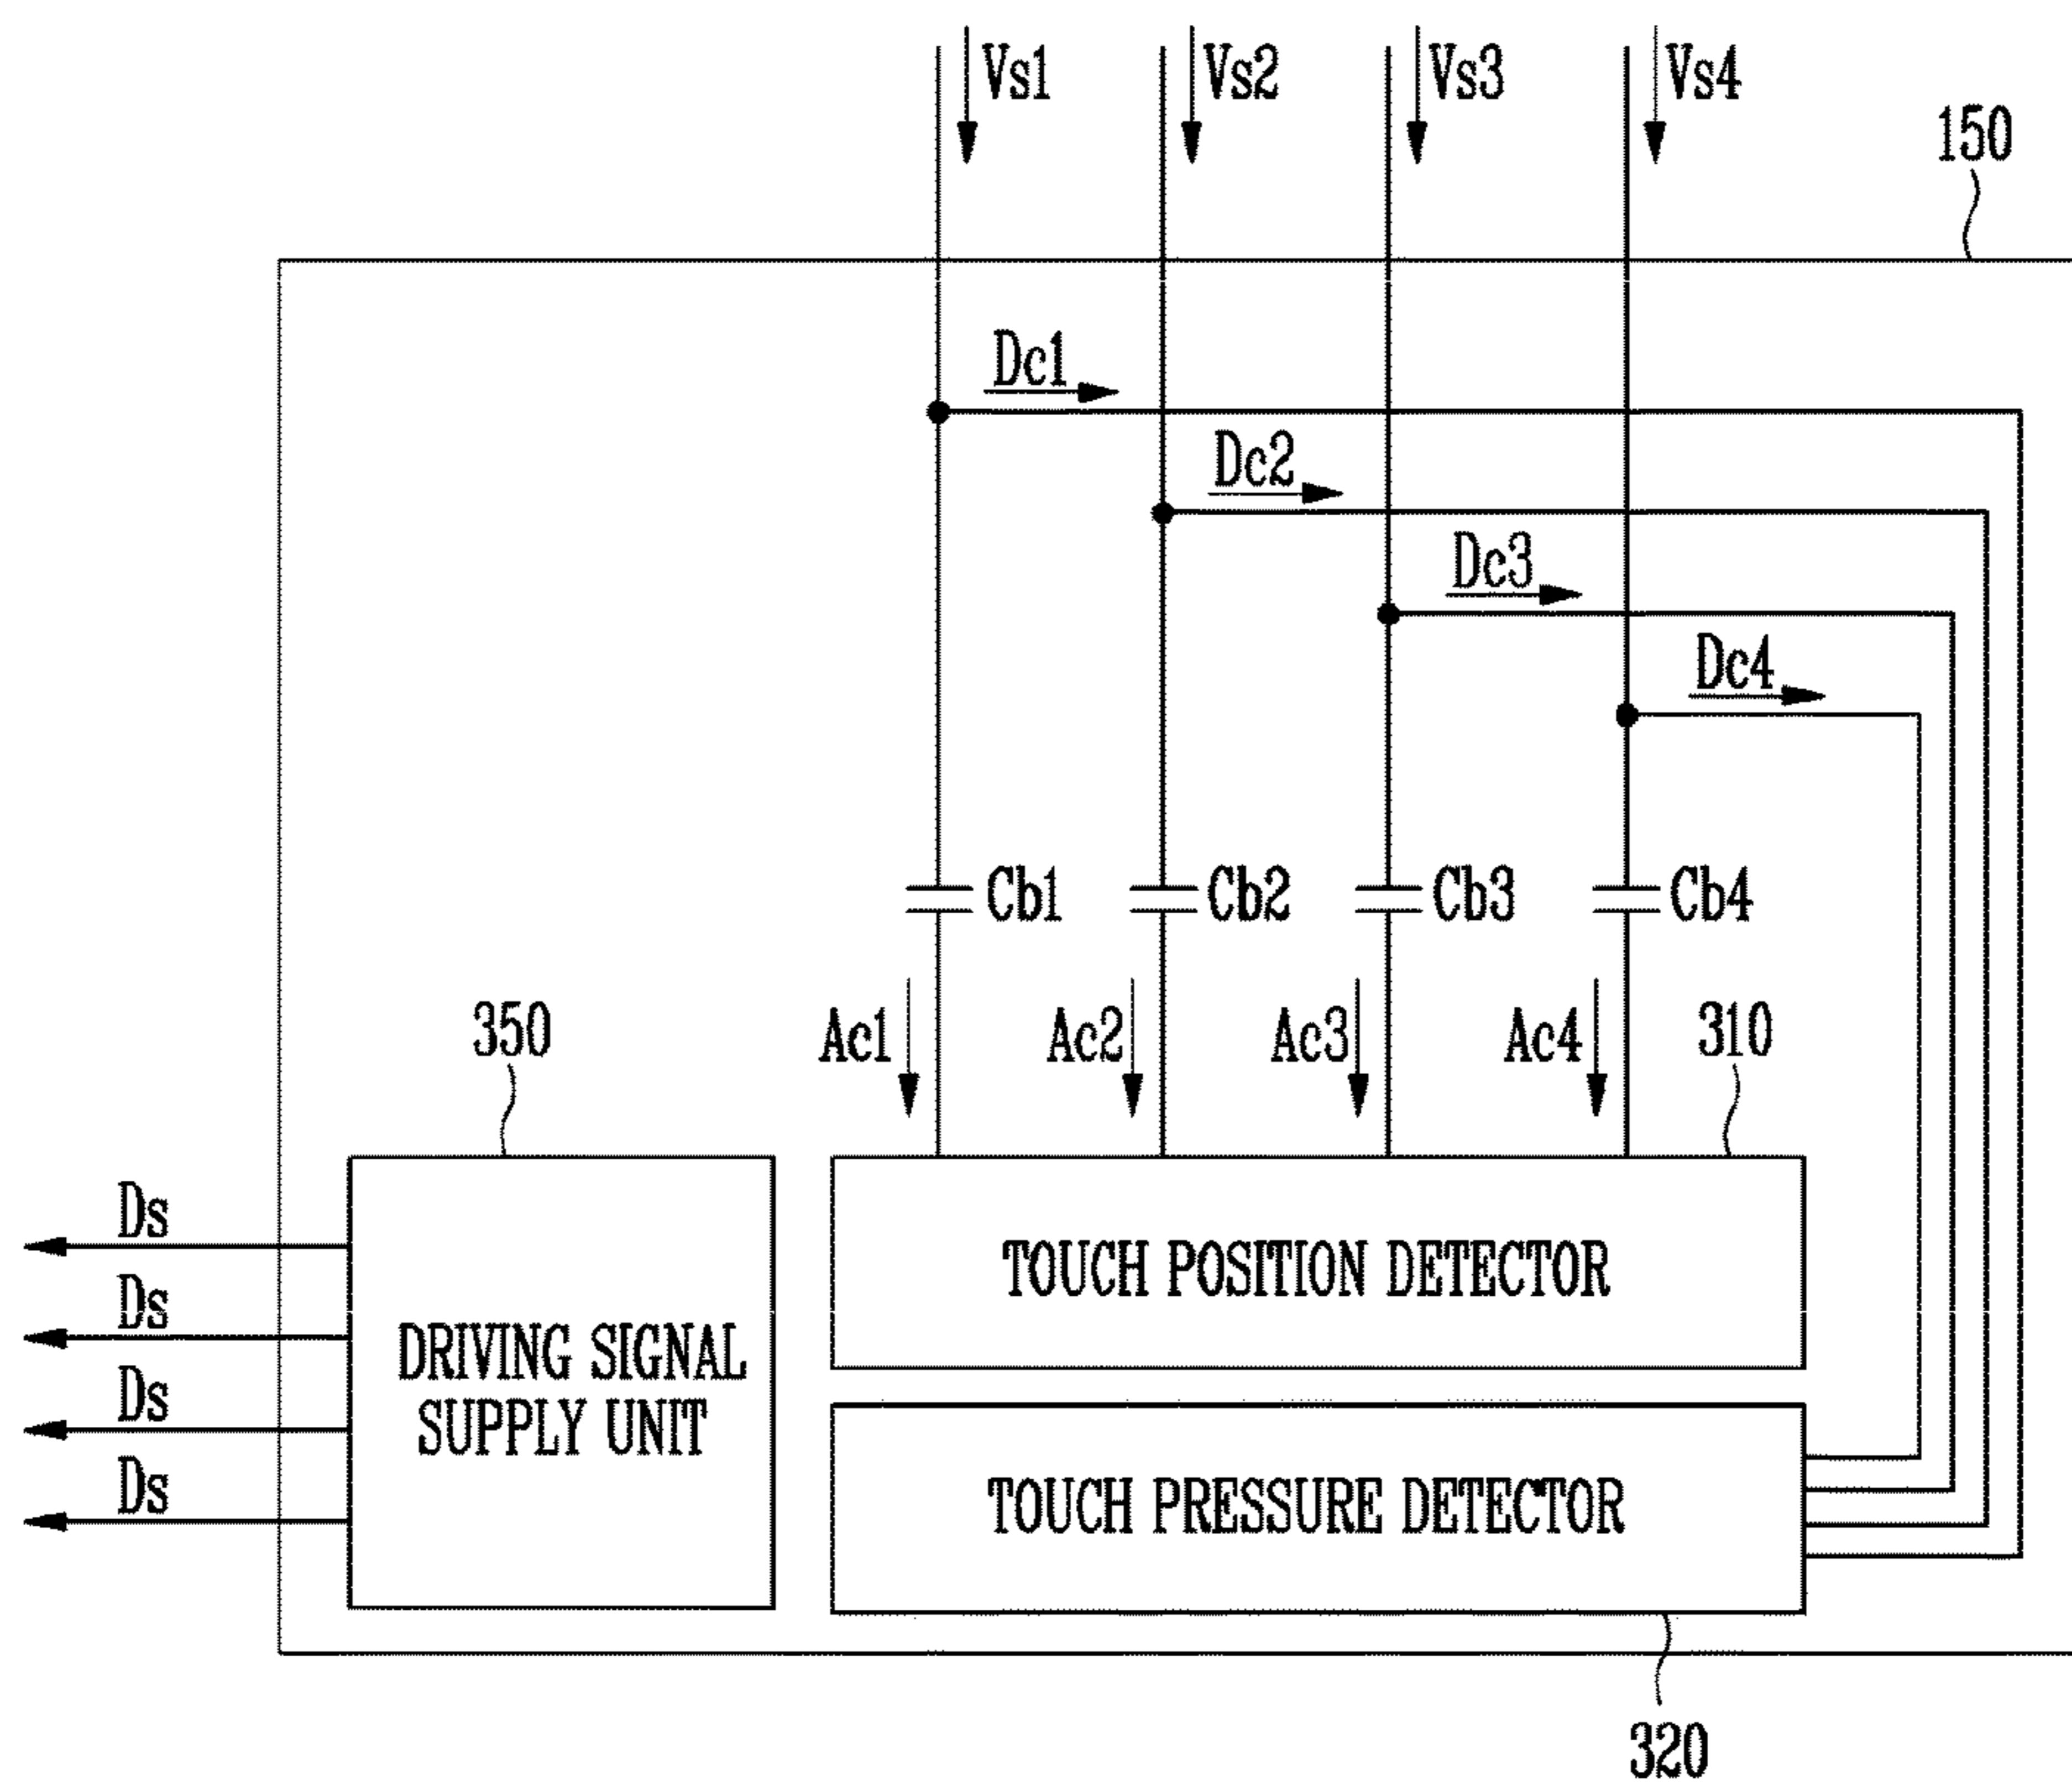 Vs1 Vs2 Vs3 Vs4
150
Dc1
Dc2
Dc3
Dc4
Cb1 Cb2 Cb3 Cb4
350
Ac1 Ac2 Ac3 Ac4
310
Ds
Ds
Ds
Ds
DRIVING SIGNAL
SUPPLY UNIT
TOUCH POSITION DETECTOR
TOUCH PRESSURE DETECTOR
320